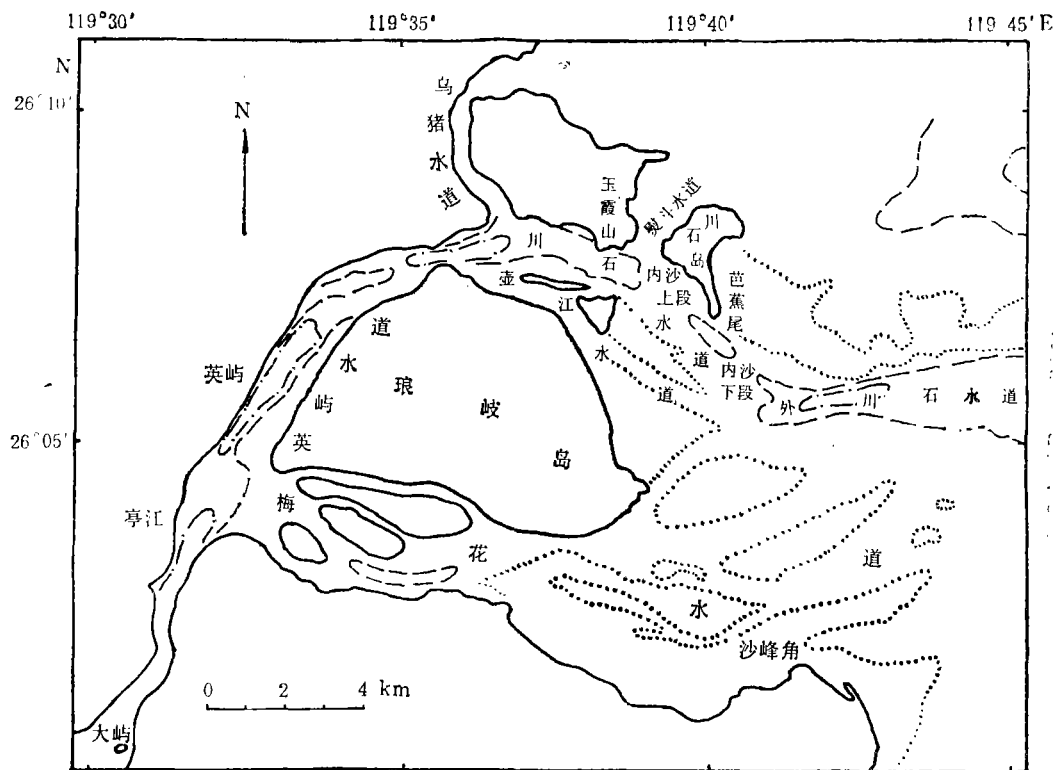 119°30′
119°35′
119°40′
119°45′E
N
26°10′
26°05′
N
乌猪水道
玉霞山
熨斗水道
川石岛
芭蕉尾
川石水道
内沙上段
内沙下段
壶江水道
外川石水道
英屿
英屿水道
琅岐岛
亭江
梅花水道
沙峰角
0 2 4 km
大屿